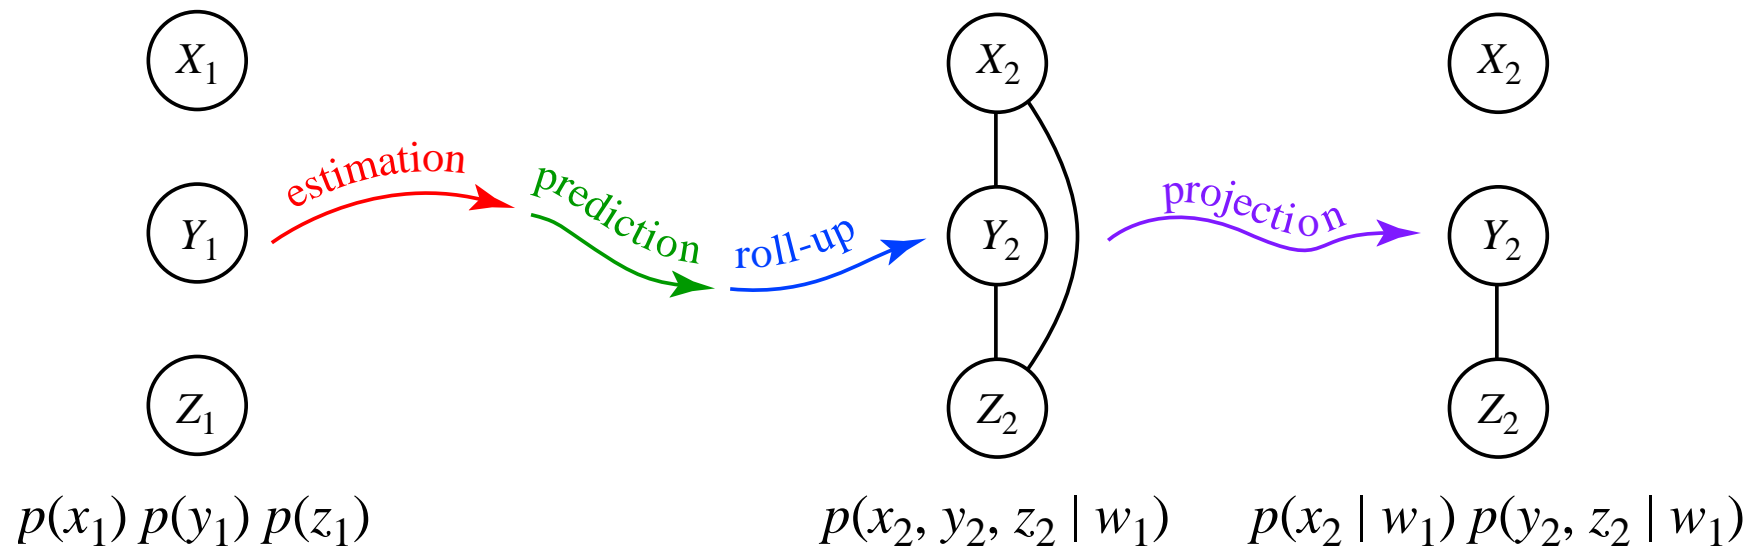 X₁
Y₁
Z₁
estimation
prediction
roll-up
X₂
Y₂
Z₂
projection
X₂
Y₂
Z₂
p(x₁) p(y₁) p(z₁)
p(x₂, y₂, z₂ | w₁)
p(x₂ | w₁) p(y₂, z₂ | w₁)